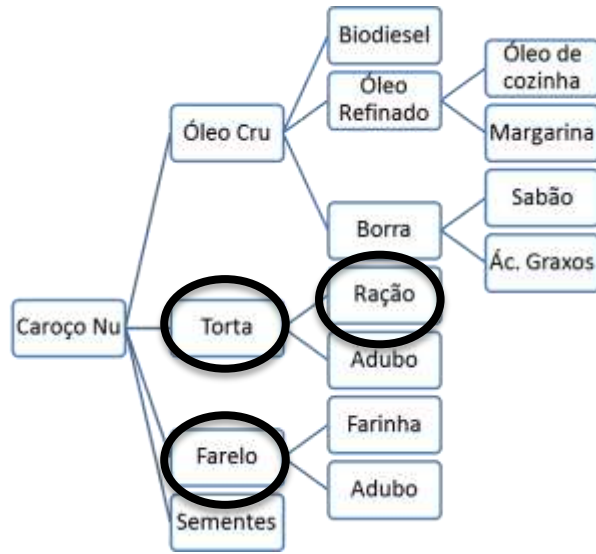 Biodiesel
Óleo de
cozinha
Óleo
Refinado
Óleo Cru
Margarina
Sabão
Borra
Ác. Graxos
Ração
Caroço Nu
Torta
Adubo
Farinha
Farelo
Adubo
Sementes